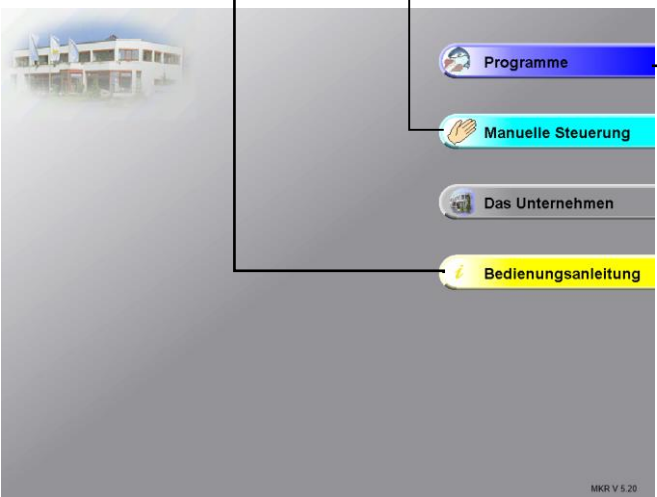 Programme
Manuelle Steuerung
Das Unternehmen
Bedienungsanleitung
MKR V 5.20